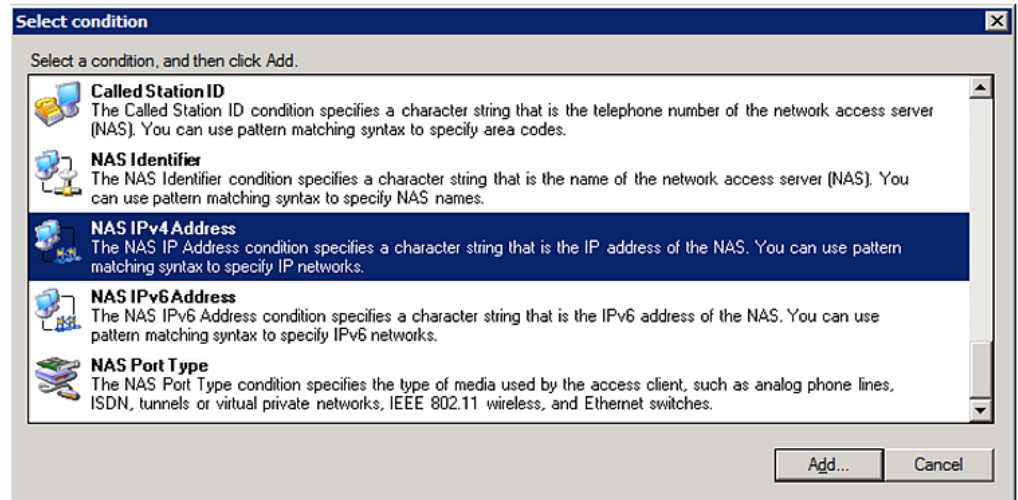 Select condition
Select a condition, and then click Add.
Called Station ID
The Called Station ID condition specifies a character string that is the telephone number of the network access server
(NAS). You can use pattern matching syntax to specify area codes.
NAS Identifier
The NAS Identifier condition specifies a character string that is the name of the network access server (NAS). You
can use pattern matching syntax to specify NAS names.
NAS IPv4 Address
The NAS IP Address condition specifies a character string that is the IP address of the NAS. You can use pattern
matching syntax to specify IP networks.
NAS IPv6 Address
The NAS IPv6 Address condition specifies a character string that is the IPv6 address of the NAS. You can use
pattern matching syntax to specify IPv6 networks.
NAS Port Type
The NAS Port Type condition specifies the type of media used by the access client, such as analog phone lines,
ISDN, tunnels or virtual private networks, IEEE 802.11 wireless, and Ethernet switches.
Add... Cancel